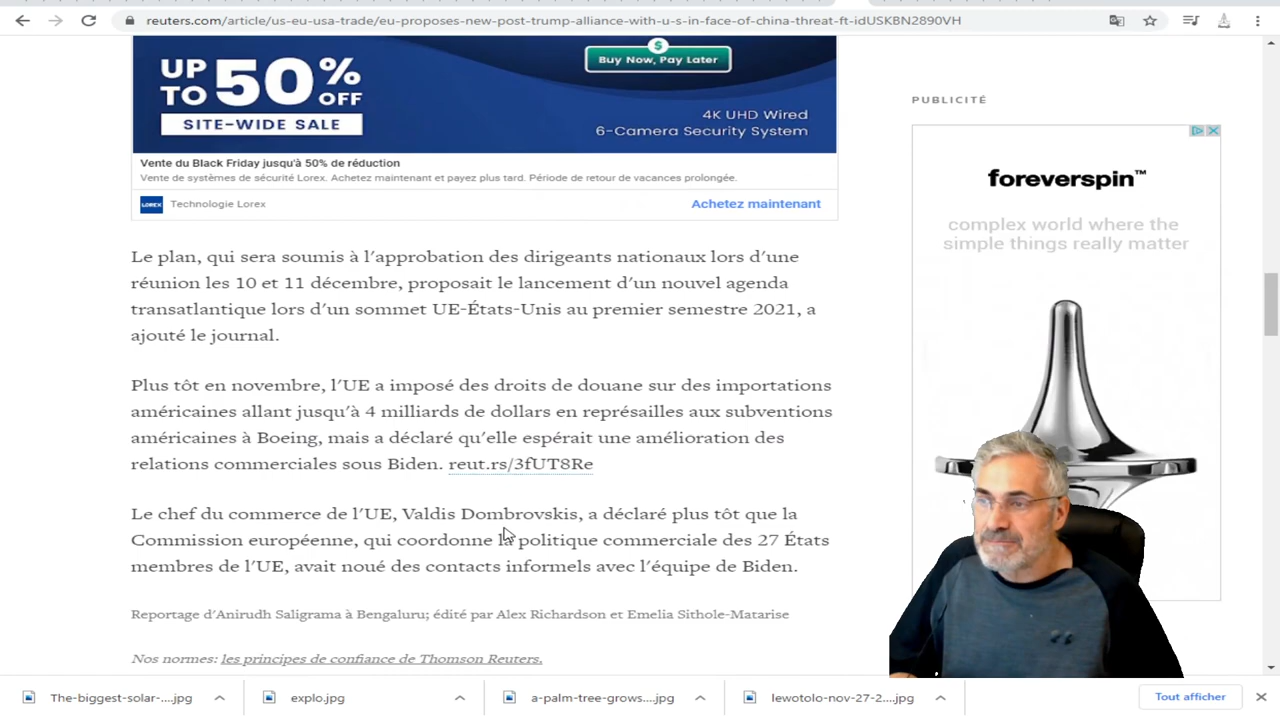 reuters.com/article/us-eu-usa-trade/eu-proposes-new-post-trump-alliance-with-u-s-in-face-of-china-threat-ft-idUSKBN2890VH
UP TO 50% OFF
SITE-WIDE SALE
$
Buy Now, Pay Later
4K UHD Wired
6-Camera Security System
Vente du Black Friday jusqu'à 50% de réduction
Vente de systèmes de sécurité Lorex. Achetez maintenant et payez plus tard. Période de retour de vacances prolongée.
LOREX
Technologie Lorex
Achetez maintenant
Le plan, qui sera soumis à l'approbation des dirigeants nationaux lors d'une
réunion les 10 et 11 décembre, proposait le lancement d'un nouvel agenda
transatlantique lors d'un sommet UE-États-Unis au premier semestre 2021, a
ajouté le journal.
Plus tôt en novembre, l'UE a imposé des droits de douane sur des importations
américaines allant jusqu'à 4 milliards de dollars en représailles aux subventions
américaines à Boeing, mais a déclaré qu'elle espérait une amélioration des
relations commerciales sous Biden. reut.rs/3fUT8Re
Le chef du commerce de l'UE, Valdis Dombrovskis, a déclaré plus tôt que la
Commission européenne, qui coordonne la politique commerciale des 27 États
membres de l'UE, avait noué des contacts informels avec l'équipe de Biden.
Reportage d'Anirudh Saligrama à Bengaluru; édité par Alex Richardson et Emelia Sithole-Matarise
Nos normes: les principes de confiance de Thomson Reuters.
PUBLICITÉ
foreverspin™
complex world where the
simple things really matter
The-biggest-solar-....jpg
explo.jpg
a-palm-tree-grows....jpg
lewotolo-nov-27-2....jpg
Tout afficher